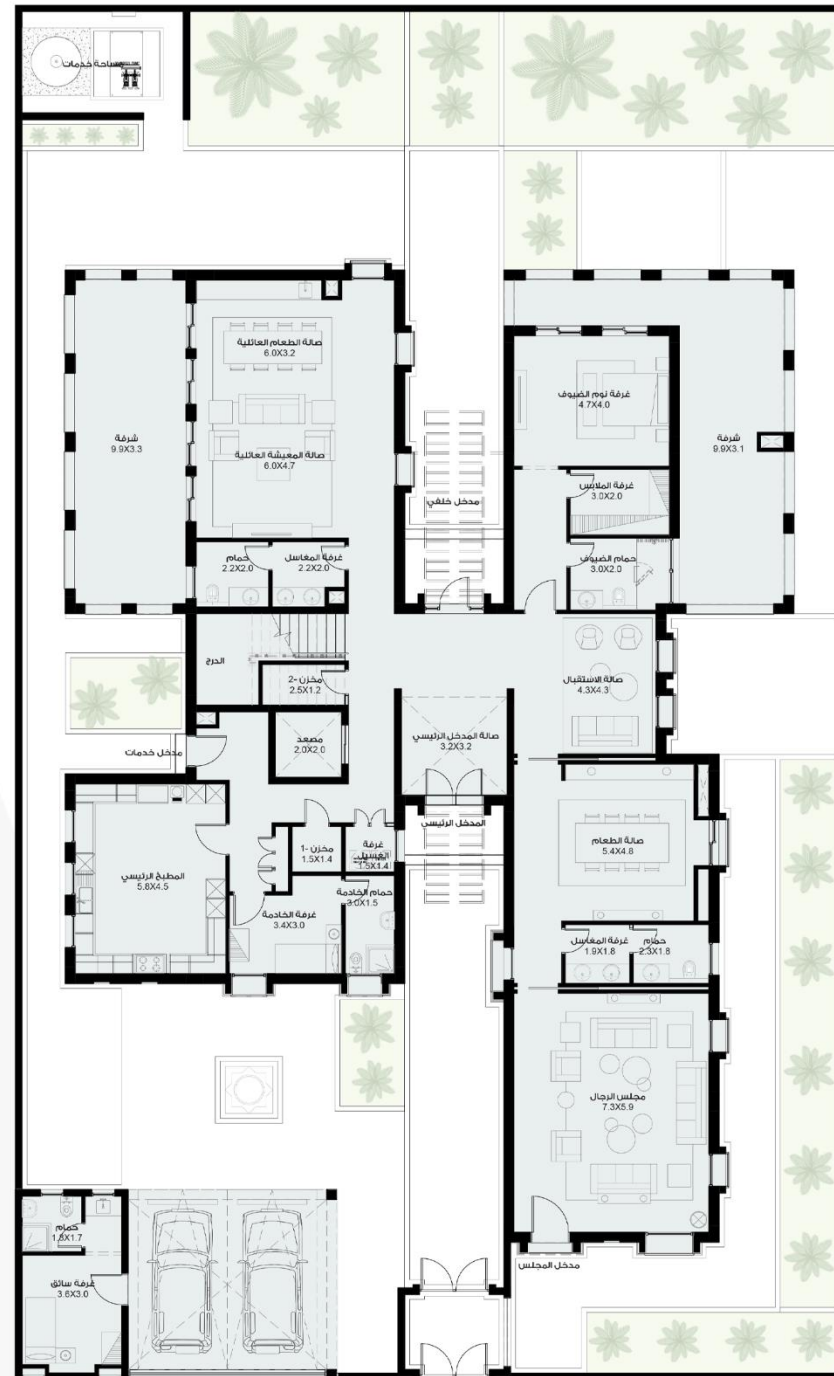 مساحة خدمات
صالة الطعام العائلية
6.0X3.2
غرفة نوم الضيوف
4.7X4.0
شرفة
9.9X3.3
صالة المعيشة العائلية
6.0X4.7
شرفة
9.9X3.1
غرفة الملابس
3.0X2.0
مدخل خلفي
حمام
2.2X2.0
غرفة المغاسل
2.2X2.0
حمام الضيوف
3.0X2.0
الدرج
مخزن -2
2.5X1.2
صالة الاستقبال
4.3X4.3
مدخل خدمات
مصعد
2.0X2.0
صالة المدخل الرئيسي
3.2X3.2
المدخل الرئيسي
صالة الطعام
5.4X4.8
مخزن -1
1.5X1.4
غرفة
الغسيل
1.5X1.4
المطبخ الرئيسي
5.8X4.5
حمام الخادمة
3.0X1.5
غرفة الخادمة
3.4X3.0
غرفة المغاسل
1.9X1.8
حمام
2.3X1.8
مجلس الرجال
7.3X5.9
حمام
1.8X1.7
مدخل المجلس
غرفة سائق
3.6X3.0